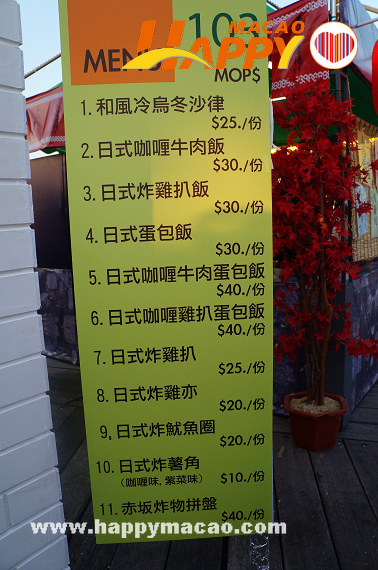 MACAO
HAPPY
103
MENU
MOP$
1. 和風冷烏冬沙律
$25./份
2. 日式咖喱牛肉飯
$30./份
3. 日式炸雞扒飯
$30./份
4. 日式蛋包飯
$30./份
5. 日式咖喱牛肉蛋包飯
$40./份
6. 日式咖喱雞扒蛋包飯
$40./份
7. 日式炸雞扒
$25./份
8. 日式炸雞亦
$20./份
9. 日式炸魷魚圈
$20./份
10. 日式炸薯角
(咖喱味, 紫菜味) $10./份
11. 赤坂炸物拼盤
$40./份
www.happymacao.com